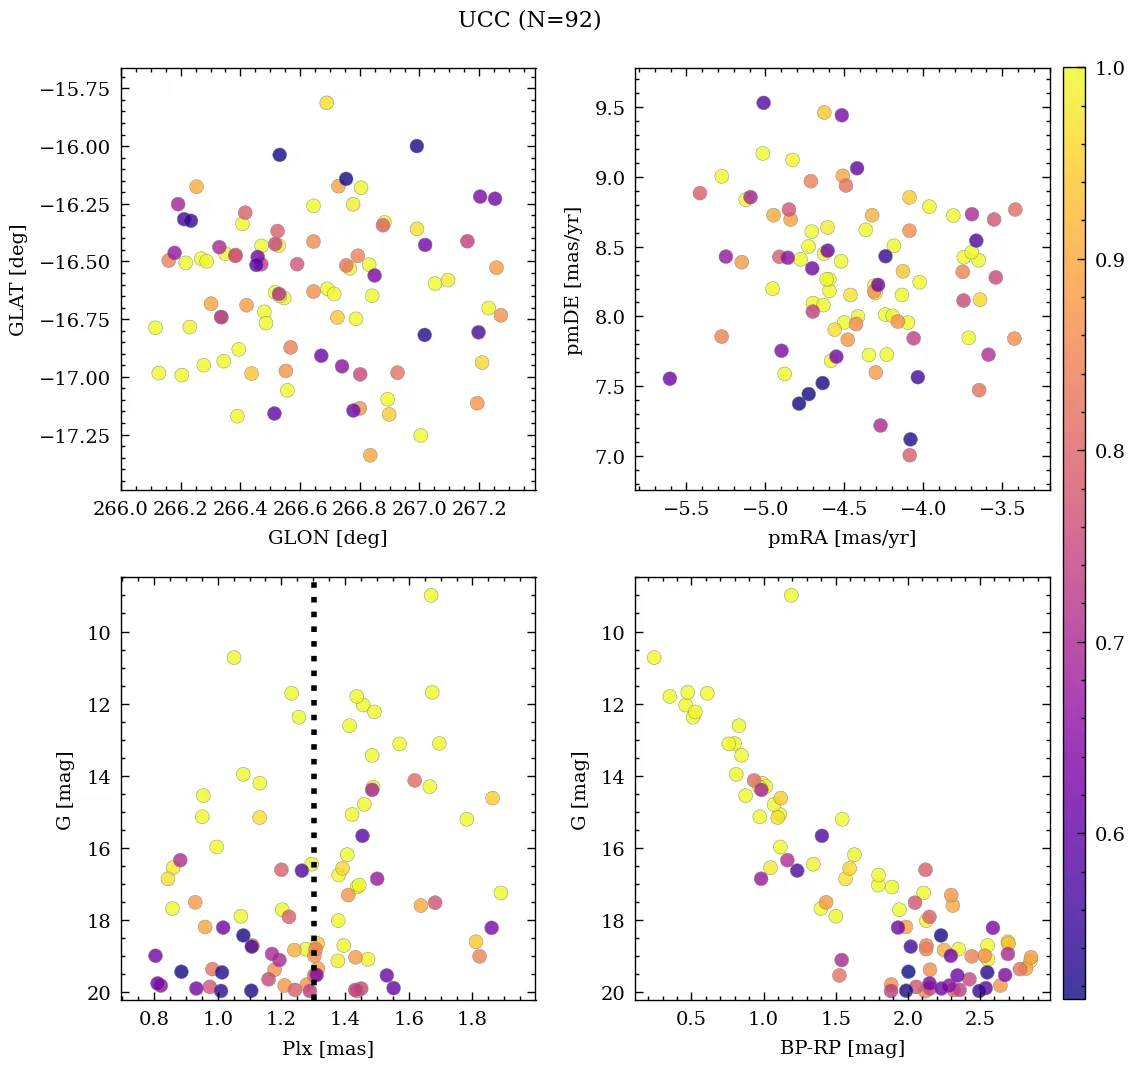 UCC (N=92)
−15.75
−16.00
−16.25
−16.50
−16.75
−17.00
−17.25
GLAT [deg]
266.0 266.2 266.4 266.6 266.8 267.0 267.2
GLON [deg]
9.5
9.0
8.5
8.0
7.5
7.0
pmDE [mas/yr]
−5.5 −5.0 −4.5 −4.0 −3.5
pmRA [mas/yr]
1.0
0.9
0.8
0.7
0.6
10
12
14
16
18
20
G [mag]
0.8 1.0 1.2 1.4 1.6 1.8
Plx [mas]
10
12
14
16
18
20
G [mag]
0.5 1.0 1.5 2.0 2.5
BP-RP [mag]